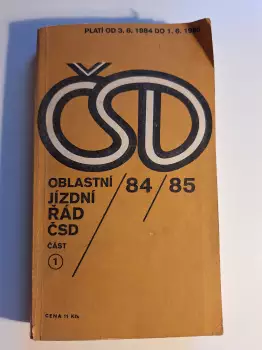 PLATÍ OD 3. 6. 1984 DO 1. 6. 1985
ČSD
OBLASTNÍ
JÍZDNÍ
ŘÁD
ČSD
84/85
ČÁST
1
CENA 11 Kčs